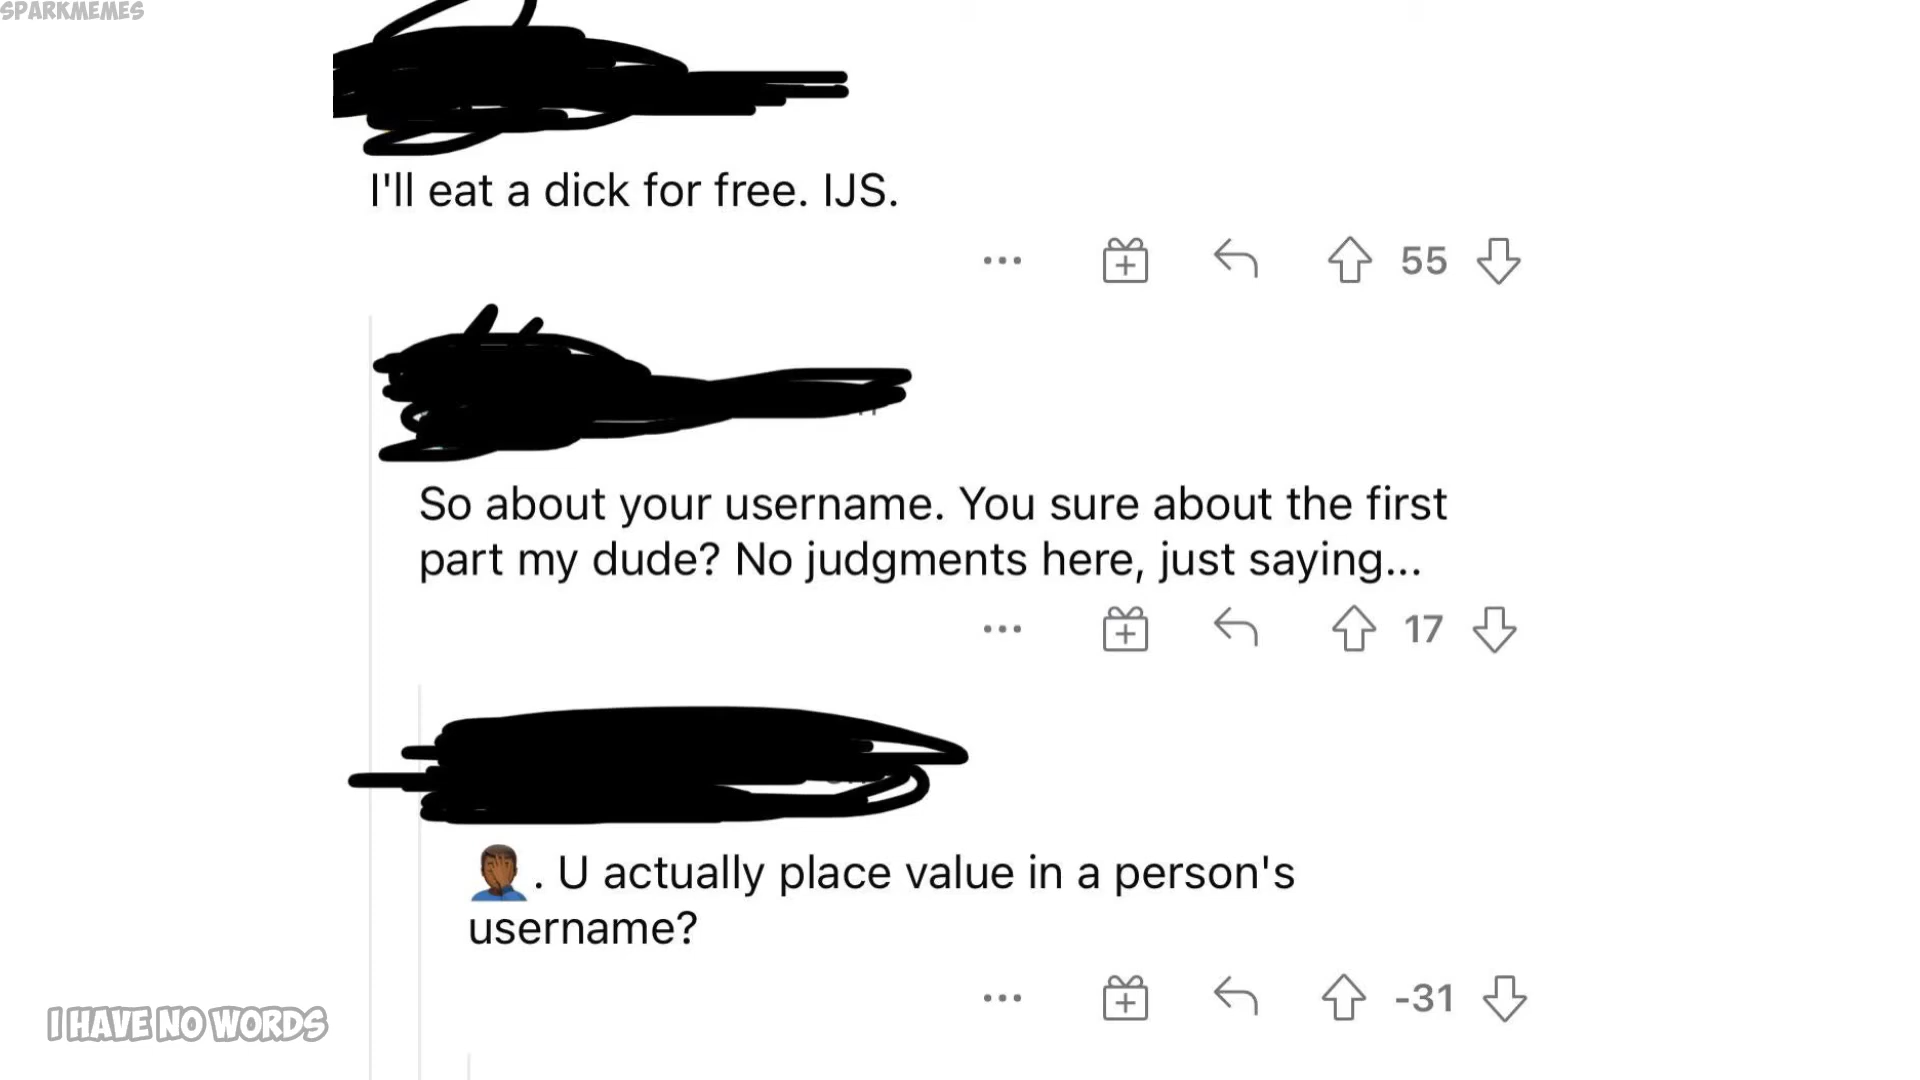 SPARKMEMES
I'll eat a dick for free. IJS.
55
So about your username. You sure about the first
part my dude? No judgments here, just saying...
17
🤦🏾‍♂️. U actually place value in a person's
username?
-31
I HAVE NO WORDS